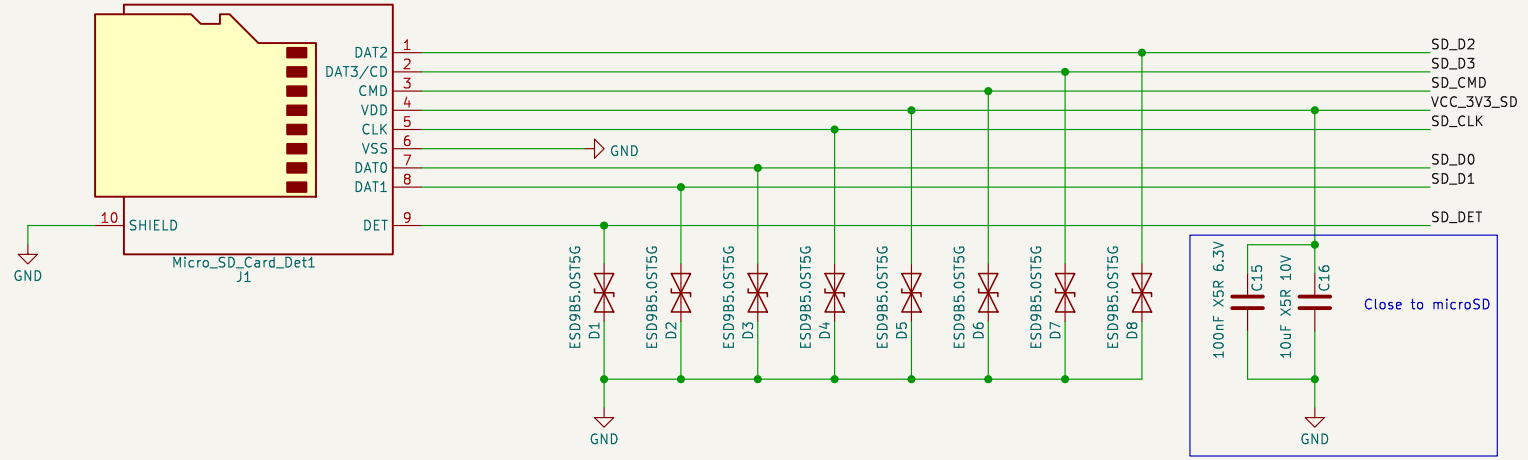 DAT2 1 SD_D2
DAT3/CD 2 SD_D3
CMD 3 SD_CMD
VDD 4 VCC_3V3_SD
CLK 5 SD_CLK
VSS 6 GND
DAT0 7 SD_D0
DAT1 8 SD_D1
10 SHIELD DET 9 SD_DET
GND
Micro_SD_Card_Det1
J1
ESD9B5.0ST5G
D1
ESD9B5.0ST5G
D2
ESD9B5.0ST5G
D3
ESD9B5.0ST5G
D4
ESD9B5.0ST5G
D5
ESD9B5.0ST5G
D6
ESD9B5.0ST5G
D7
ESD9B5.0ST5G
D8
GND
100nF X5R 6.3V
C15
10uF X5R 10V
C16
Close to microSD
GND